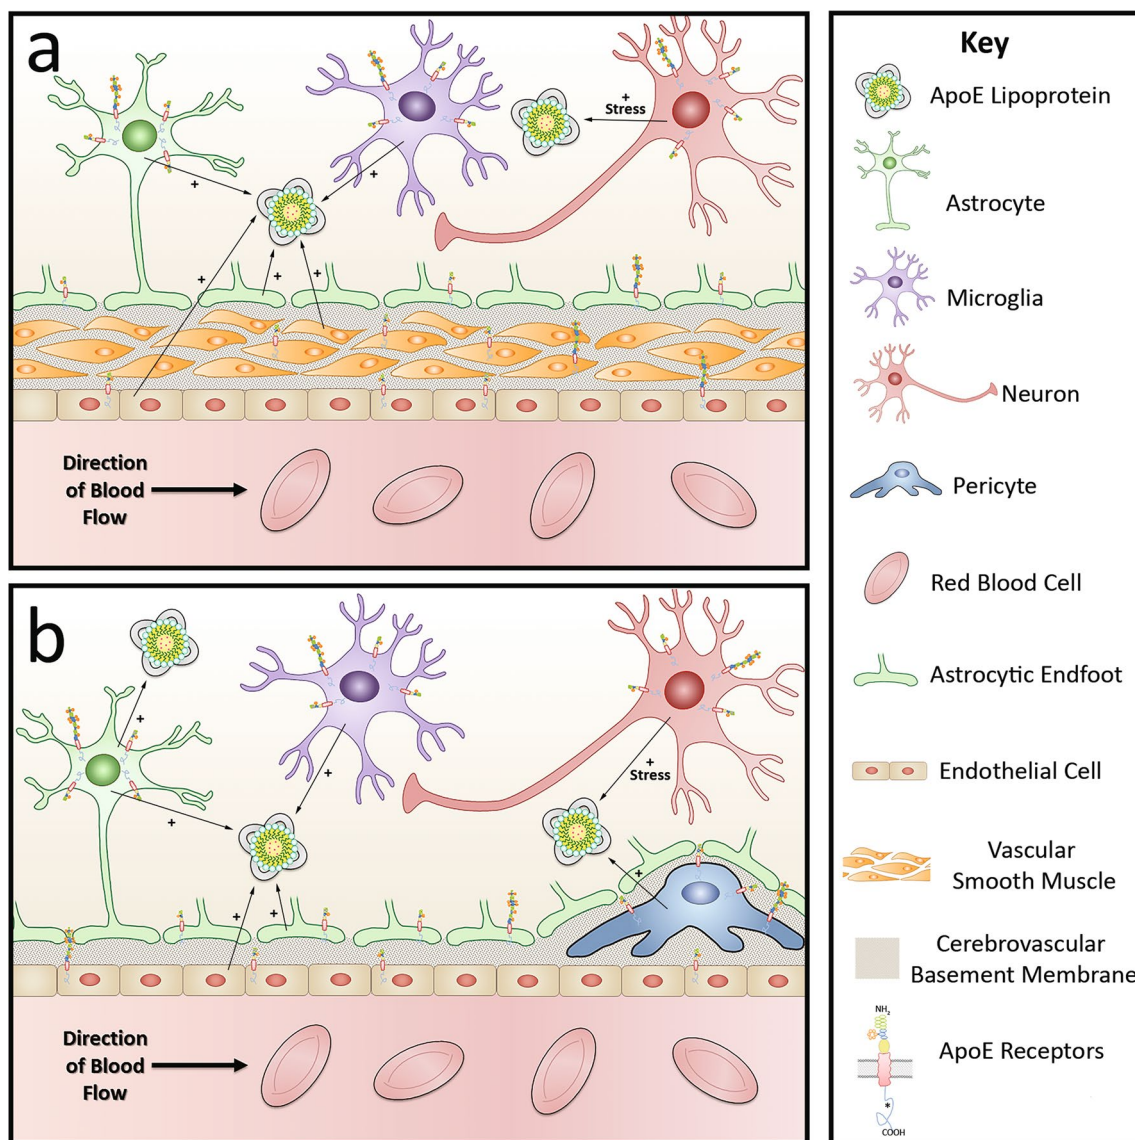 a
+
Stress
+
+
+
+
+
Direction
of Blood
Flow
b
+
+
+
+
Stress
+
+
+
+
Direction
of Blood
Flow
Key
ApoE Lipoprotein
Astrocyte
Microglia
Neuron
Pericyte
Red Blood Cell
Astrocytic Endfoot
Endothelial Cell
Vascular
Smooth Muscle
Cerebrovascular
Basement Membrane
NH2
ApoE Receptors
*
COOH